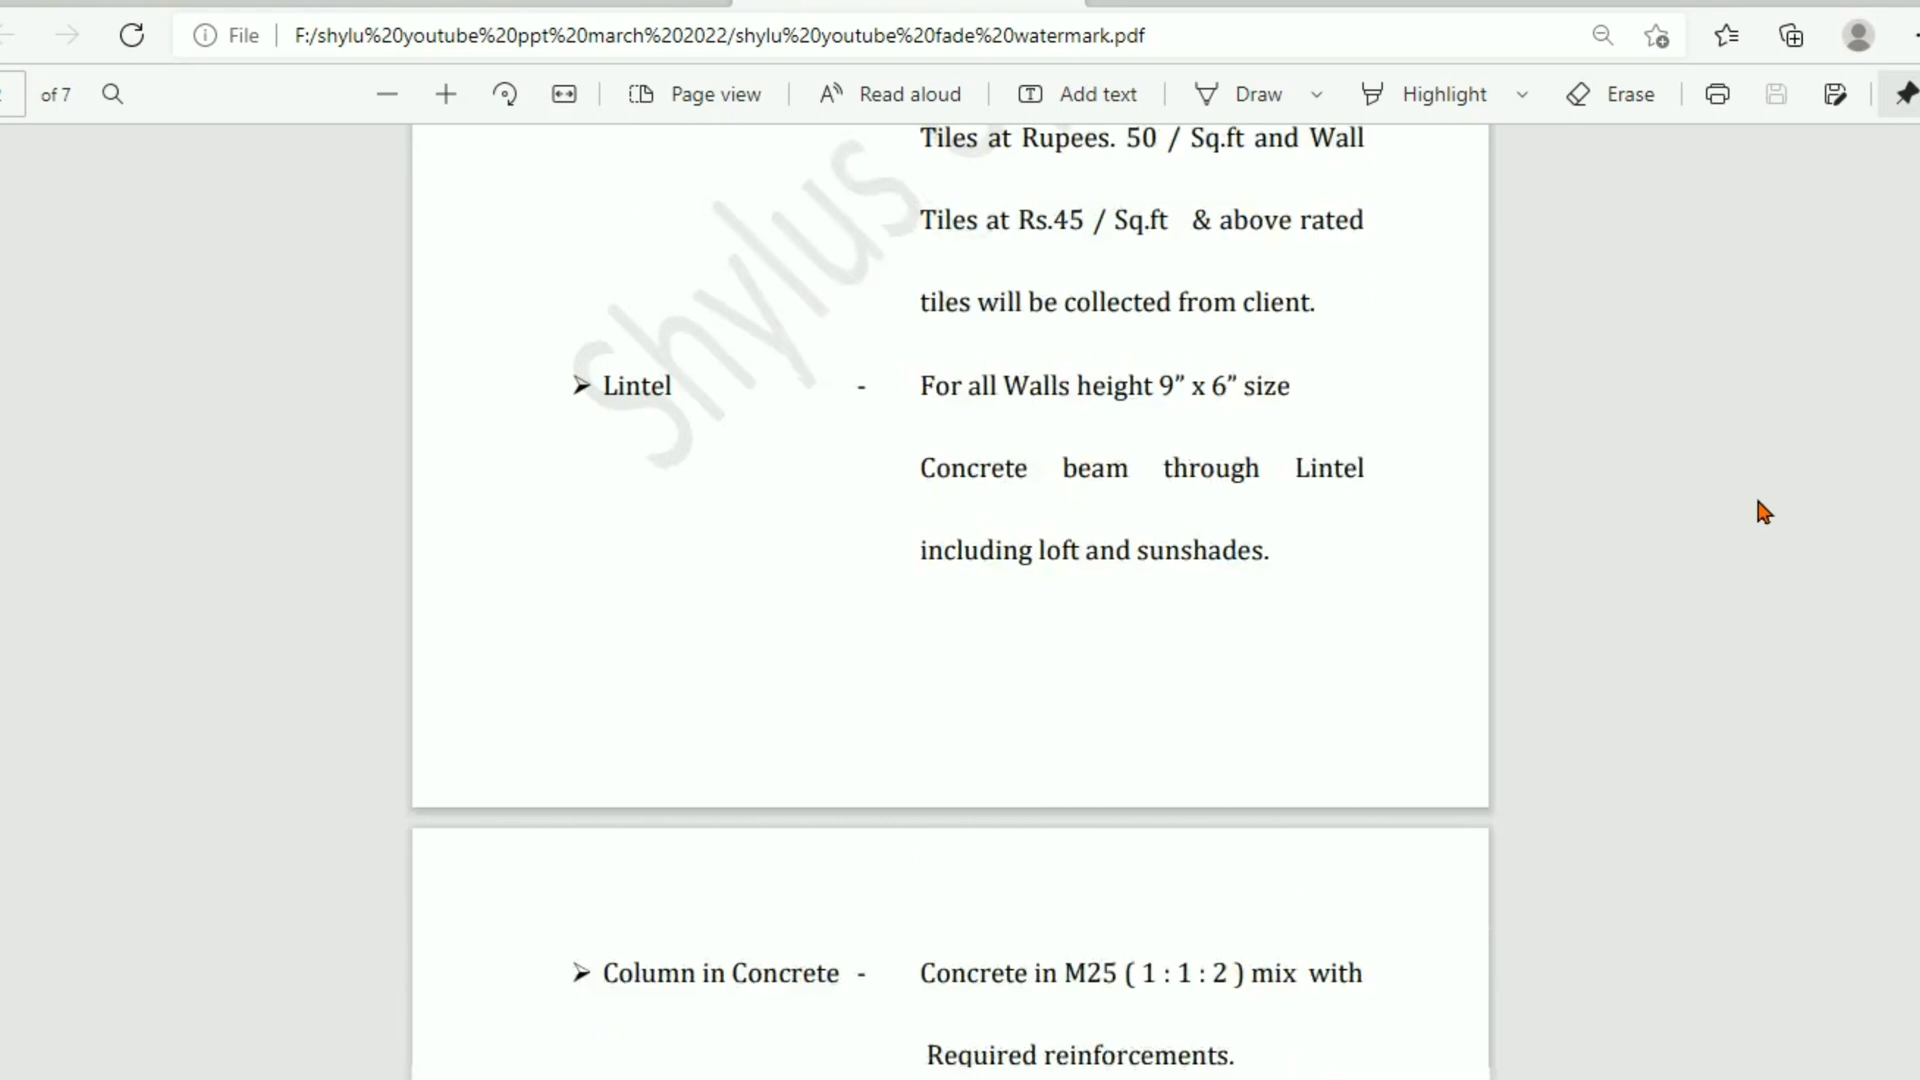 File
F:/shylu%20youtube%20ppt%20march%202022/shylu%20youtube%20fade%20watermark.pdf
of 7
Page view
Read aloud
Add text
Draw
Highlight
Erase
Tiles at Rupees. 50 / Sq.ft and Wall
Tiles at Rs.45 / Sq.ft & above rated
tiles will be collected from client.
Shylus
➢ Lintel - For all Walls height 9” x 6” size
Concrete beam through Lintel
including loft and sunshades.
➢ Column in Concrete - Concrete in M25 ( 1 : 1 : 2 ) mix with
Required reinforcements.